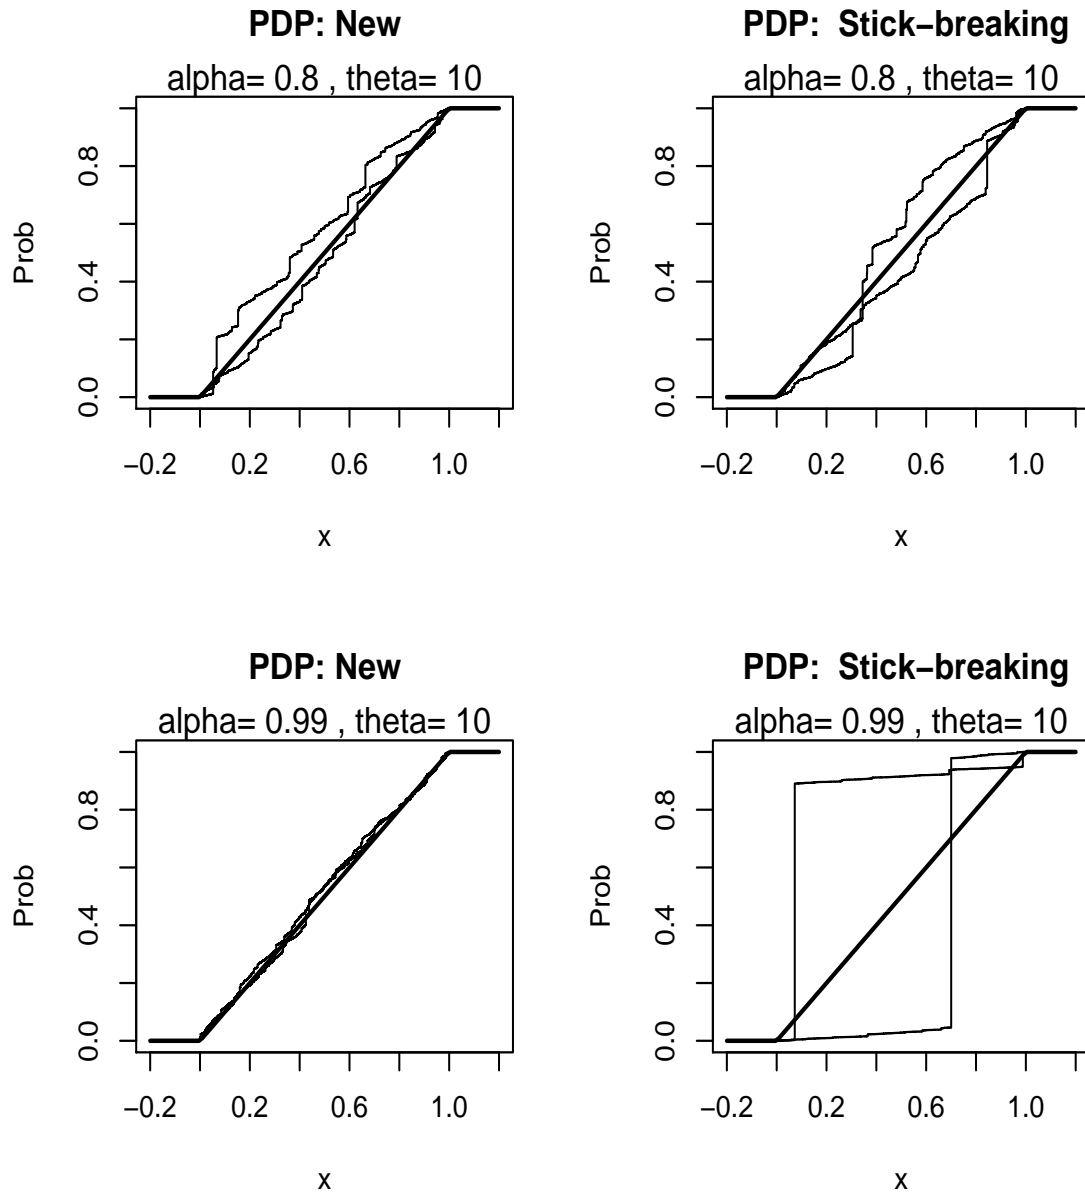 PDP: New
alpha= 0.8 , theta= 10
Prob
0.0 0.4 0.8
−0.2 0.2 0.6 1.0
x
PDP:  Stick−breaking
alpha= 0.8 , theta= 10
Prob
0.0 0.4 0.8
−0.2 0.2 0.6 1.0
x
PDP: New
alpha= 0.99 , theta= 10
Prob
0.0 0.4 0.8
−0.2 0.2 0.6 1.0
x
PDP:  Stick−breaking
alpha= 0.99 , theta= 10
Prob
0.0 0.4 0.8
−0.2 0.2 0.6 1.0
x